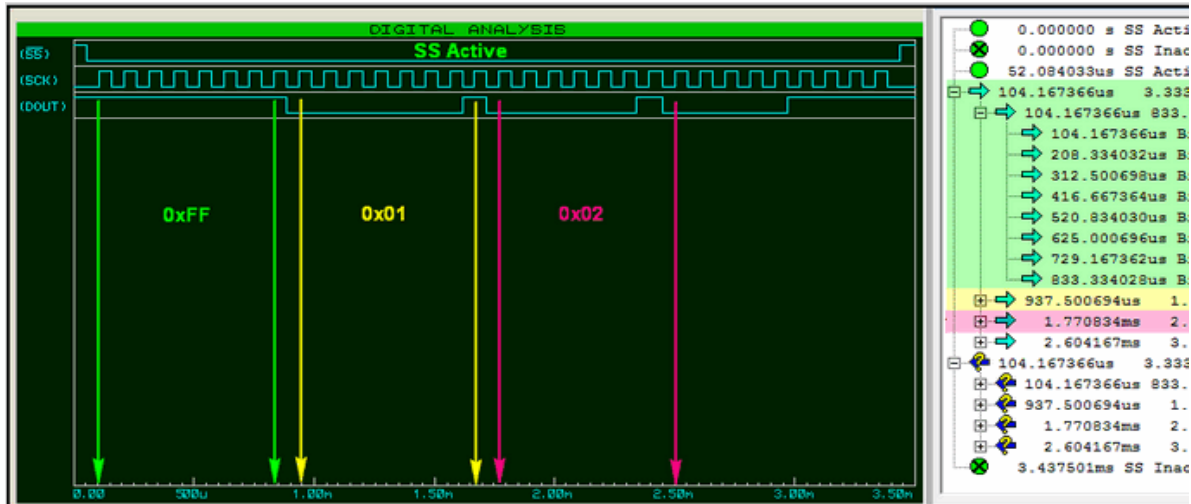 DIGITAL ANALYSIS
(SS)
SS Active
(SCK)
(DOUT)
0xFF
0x01
0x02
0.00
500u
1.00m
1.50m
2.00m
2.50m
3.00m
3.50m
0.000000 s SS Acti
0.000000 s SS Inac
52.084033us SS Acti
104.167366us 3.333
104.167366us 833.
104.167366us B
208.334032us B
312.500698us B
416.667364us B
520.834030us B
625.000696us B
729.167362us B
833.334028us B
937.500694us 1.
1.770834ms 2.
2.604167ms 3.
104.167366us 3.333
104.167366us 833.
937.500694us 1.
1.770834ms 2.
2.604167ms 3.
3.437501ms SS Inac